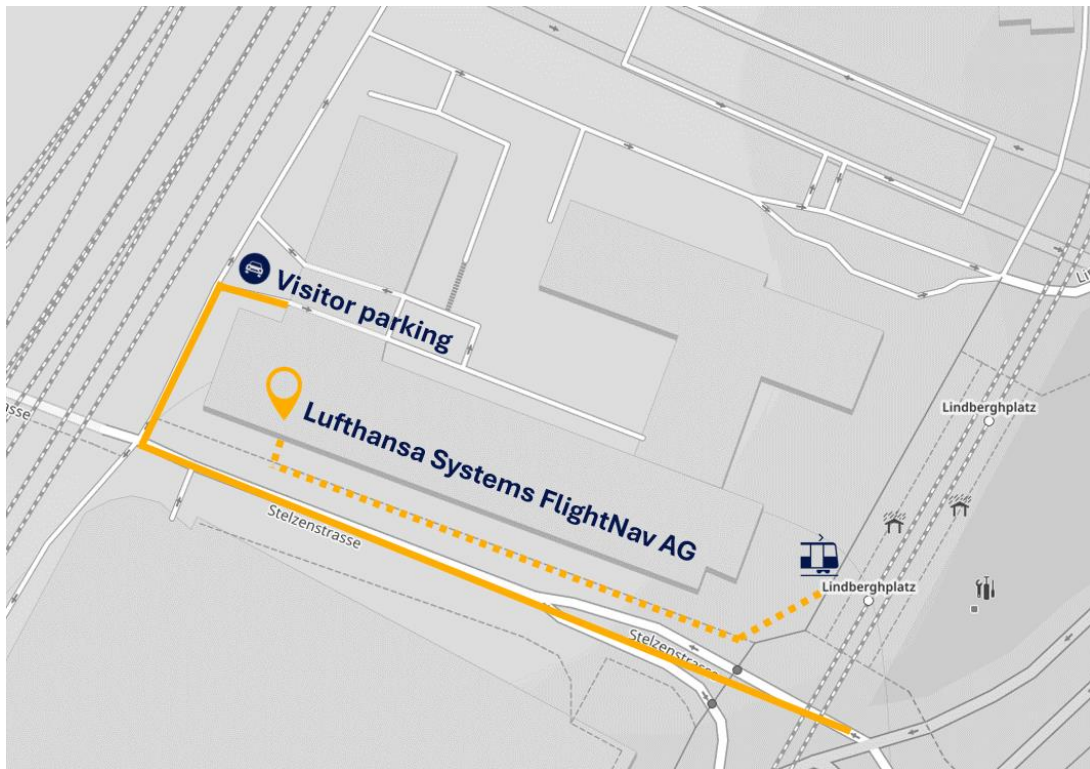 Visitor parking
Lindberghplatz
Lufthansa Systems FlightNav AG
Stelzenstrasse
Lindberghplatz
Stelzenstrasse